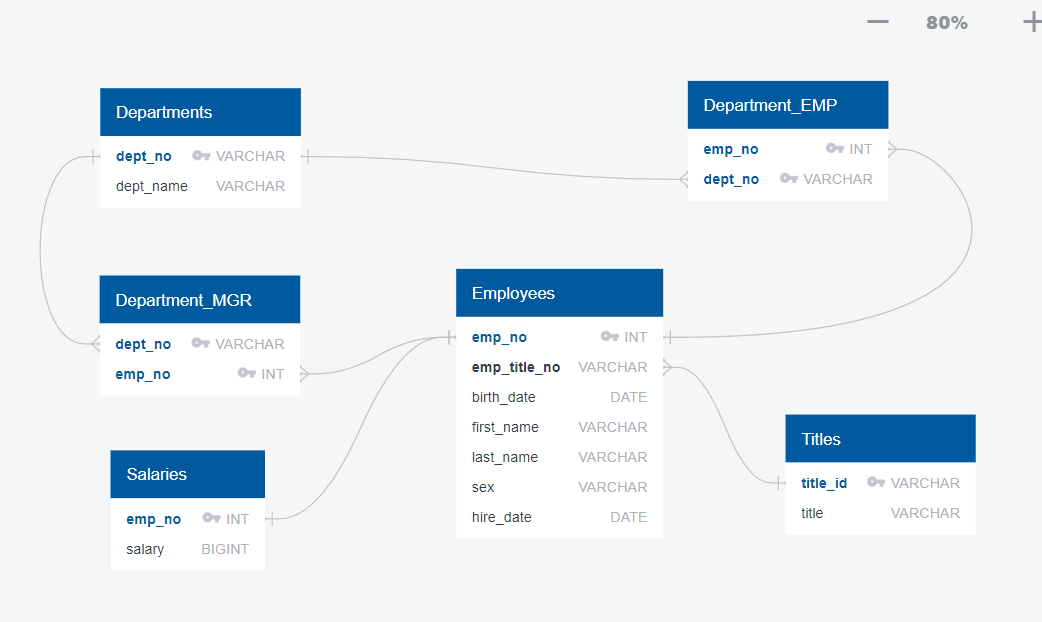 80%
Departments
dept_no VARCHAR
dept_name VARCHAR
Department_EMP
emp_no INT
dept_no VARCHAR
Department_MGR
dept_no VARCHAR
emp_no INT
Employees
emp_no INT
emp_title_no VARCHAR
birth_date DATE
first_name VARCHAR
last_name VARCHAR
sex VARCHAR
hire_date DATE
Salaries
emp_no INT
salary BIGINT
Titles
title_id VARCHAR
title VARCHAR